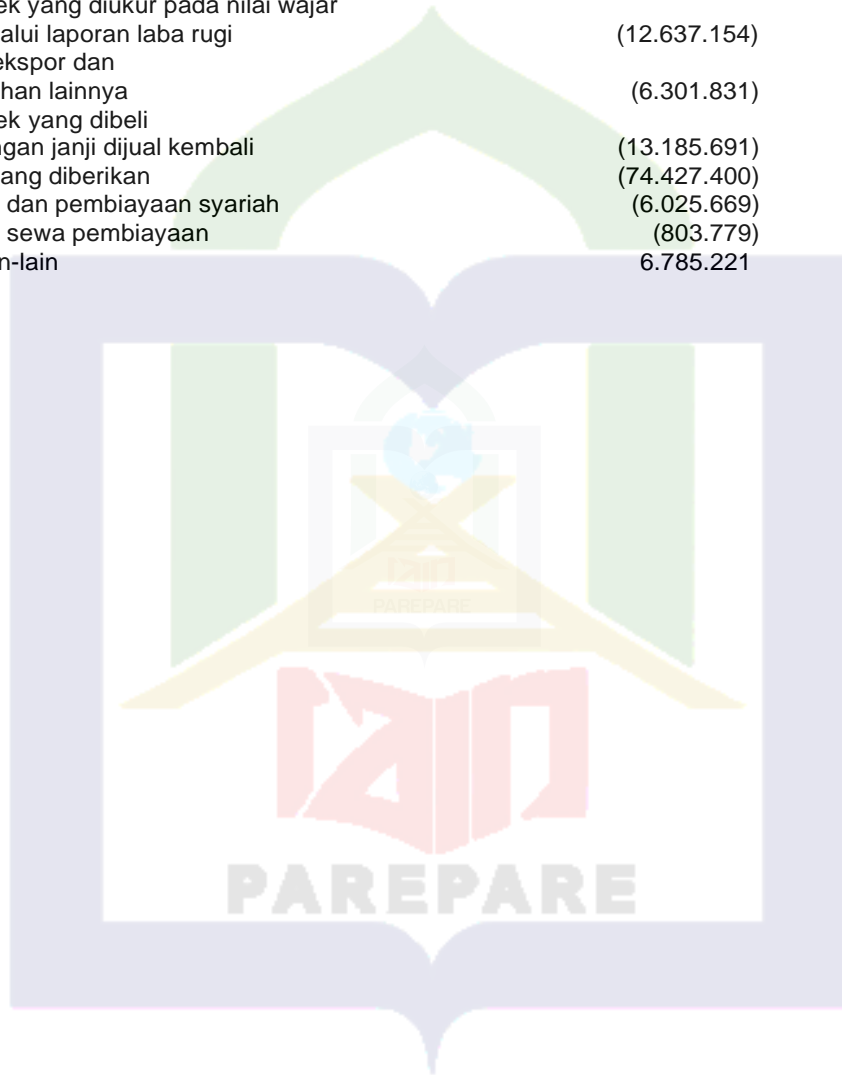 ek yang diukur pada nilai wajar
alui laporan laba rugi (12.637.154)
ekspor dan
han lainnya (6.301.831)
ek yang dibeli
ngan janji dijual kembali (13.185.691)
ang diberikan (74.427.400)
dan pembiayaan syariah (6.025.669)
sewa pembiayaan (803.779)
n-lain 6.785.221
iain
PAREPARE
iain
PAREPARE